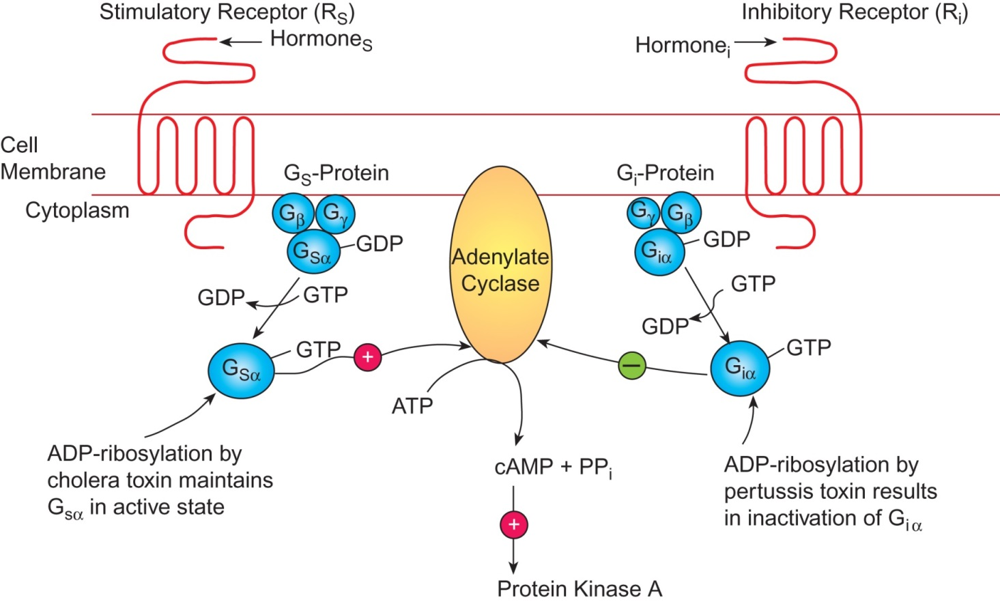 Stimulatory Receptor (RS)
Inhibitory Receptor (Ri)
HormoneS
Hormonei
Cell
Membrane
Cytoplasm
GS-Protein
Gi-Protein
Gβ
Gγ
GSα
GDP
Gγ
Gβ
Giα
GDP
Adenylate
Cyclase
GDP
GTP
GTP
GDP
GTP
GSα
+
−
GTP
Giα
ATP
ADP-ribosylation by
cholera toxin maintains
Gsα in active state
cAMP + PPi
ADP-ribosylation by
pertussis toxin results
in inactivation of Giα
+
Protein Kinase A